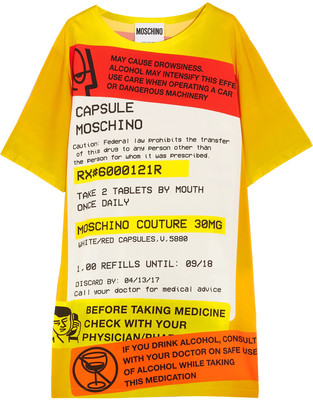 MOSCHINO
MAY CAUSE DROWSINESS.
ALCOHOL MAY INTENSIFY THIS EFFE
USE CARE WHEN OPERATING A CAR
OR DANGEROUS MACHINERY
CAPSULE
MOSCHINO
Caution: Federal law prohibits the transfer
of this drug to any person other than
the person for whom it was prescribed.
RX#6000121R
TAKE 2 TABLETS BY MOUTH
ONCE DAILY
MOSCHINO COUTURE 30MG
WHITE/RED CAPSULES.U.5880
1.00 REFILLS UNTIL: 09/18
DISCARD BY: 04/13/17
Call your doctor for medical advice
BEFORE TAKING MEDICINE
CHECK WITH YOUR
PHYSICIAN/PHAR
IF YOU DRINK ALCOHOL, CONSULT
WITH YOUR DOCTOR ON SAFE USE
OF ALCOHOL WHILE TAKING
THIS MEDICATION